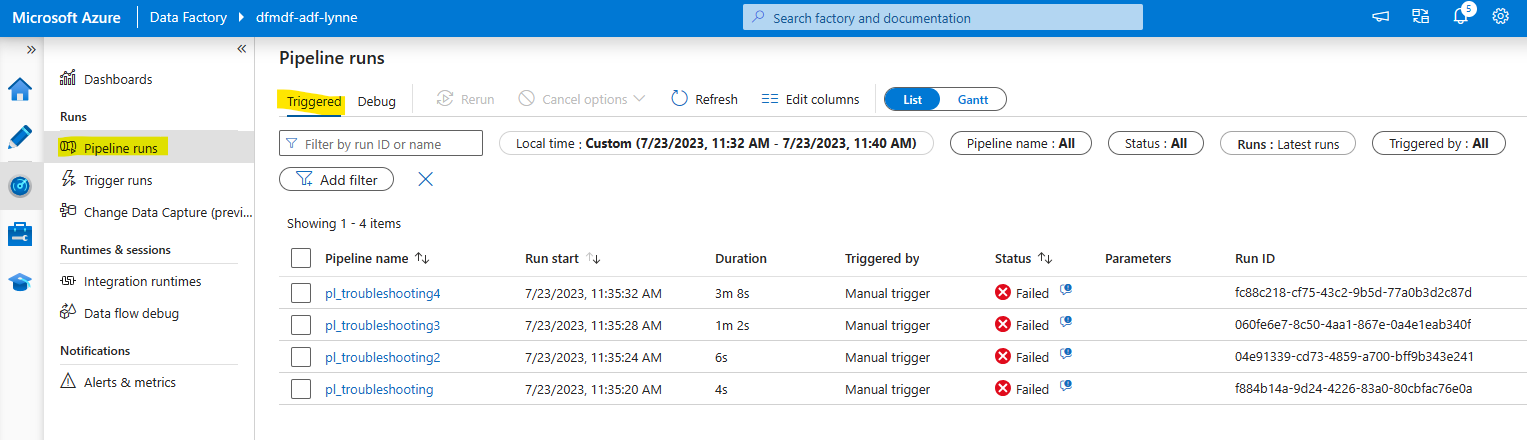 Microsoft Azure Data Factory dfmdf-adf-lynne Search factory and documentation 5
» «
Dashboards
Runs
Pipeline runs
Trigger runs
Change Data Capture (previ...
Runtimes & sessions
Integration runtimes
Data flow debug
Notifications
Alerts & metrics
Pipeline runs
Triggered Debug Rerun Cancel options Refresh Edit columns List Gantt
Filter by run ID or name Local time : Custom (7/23/2023, 11:32 AM - 7/23/2023, 11:40 AM) Pipeline name : All Status : All Runs : Latest runs Triggered by : All
Add filter
Showing 1 - 4 items
Pipeline name Run start Duration Triggered by Status Parameters Run ID
pl_troubleshooting4 7/23/2023, 11:35:32 AM 3m 8s Manual trigger Failed fc88c218-cf75-43c2-9b5d-77a0b3d2c87d
pl_troubleshooting3 7/23/2023, 11:35:28 AM 1m 2s Manual trigger Failed 060fe6e7-8c50-4aa1-867e-0a4e1eab340f
pl_troubleshooting2 7/23/2023, 11:35:24 AM 6s Manual trigger Failed 04e91339-cd73-4859-a700-bff9b343e241
pl_troubleshooting 7/23/2023, 11:35:20 AM 4s Manual trigger Failed f884b14a-9d24-4226-83a0-80cbfac76e0a